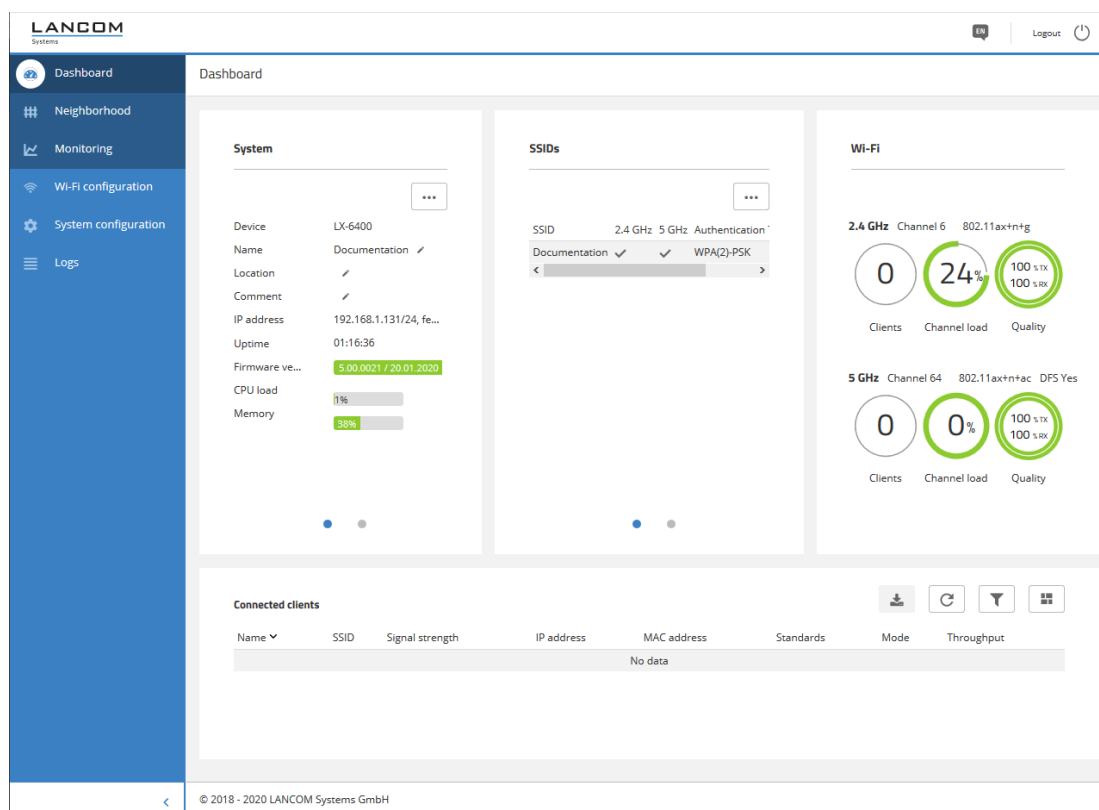 LANCOM
Systems
EN
Logout
Dashboard
Neighborhood
Monitoring
Wi-Fi configuration
System configuration
Logs
Dashboard
System
Device LX-6400
Name Documentation
Location
Comment
IP address 192.168.1.131/24, fe...
Uptime 01:16:36
Firmware ve... 5.00.0021 / 20.01.2020
CPU load 1%
Memory 38%
SSIDs
SSID 2.4 GHz 5 GHz Authentication
Documentation WPA(2)-PSK
Wi-Fi
2.4 GHz Channel 6 802.11ax+n+g
0 24% 100 % TX
100 % RX
Clients Channel load Quality
5 GHz Channel 64 802.11ax+n+ac DFS Yes
0 0% 100 % TX
100 % RX
Clients Channel load Quality
Connected clients
Name SSID Signal strength IP address MAC address Standards Mode Throughput
No data
© 2018 - 2020 LANCOM Systems GmbH